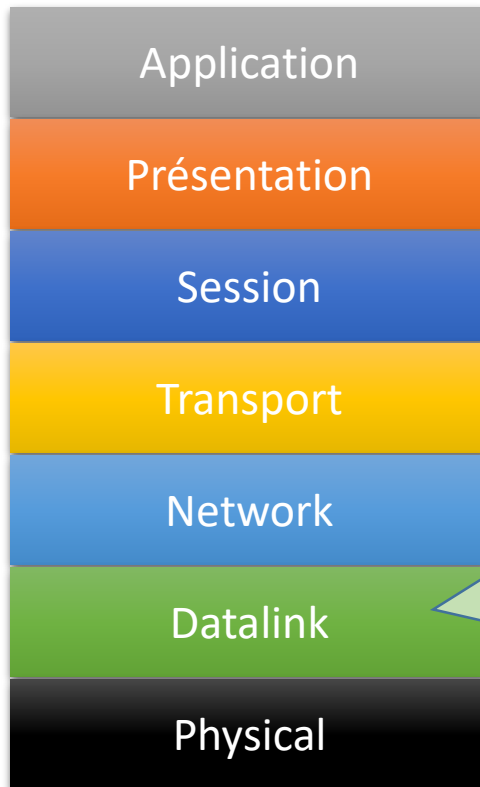 Application
Présentation
Session
Transport
Network
Datalink
Physical